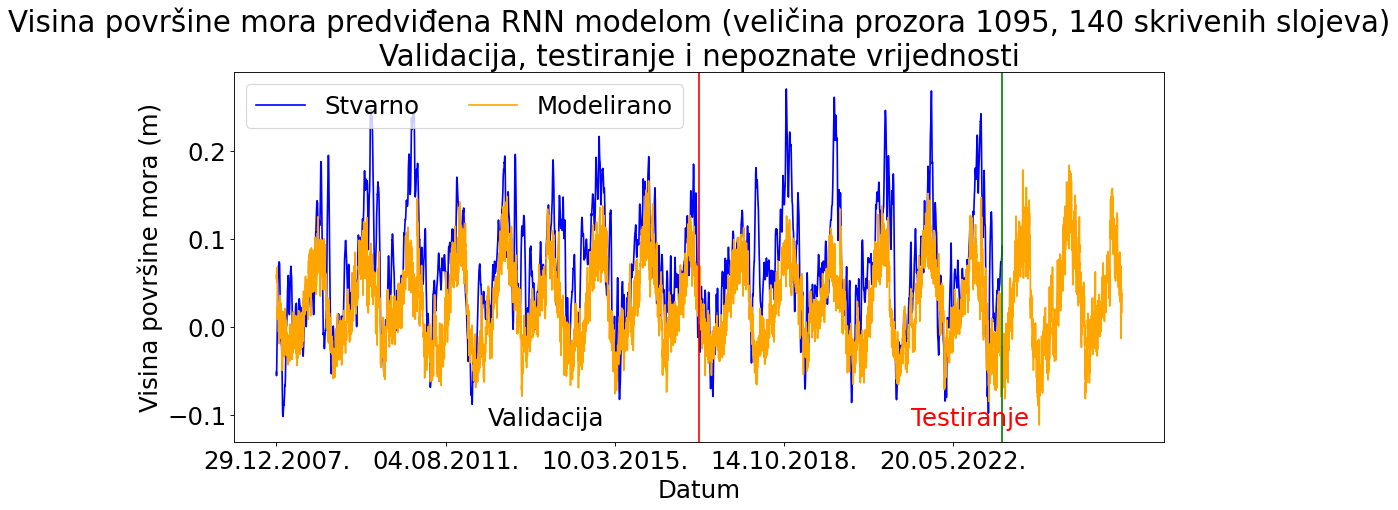 Visina površine mora predviđena RNN modelom (veličina prozora 1095, 140 skrivenih slojeva)
Validacija, testiranje i nepoznate vrijednosti
Stvarno Modelirano
Visina površine mora (m)
0.2
0.1
0.0
−0.1
Validacija Testiranje
29.12.2007. 04.08.2011. 10.03.2015. 14.10.2018. 20.05.2022.
Datum